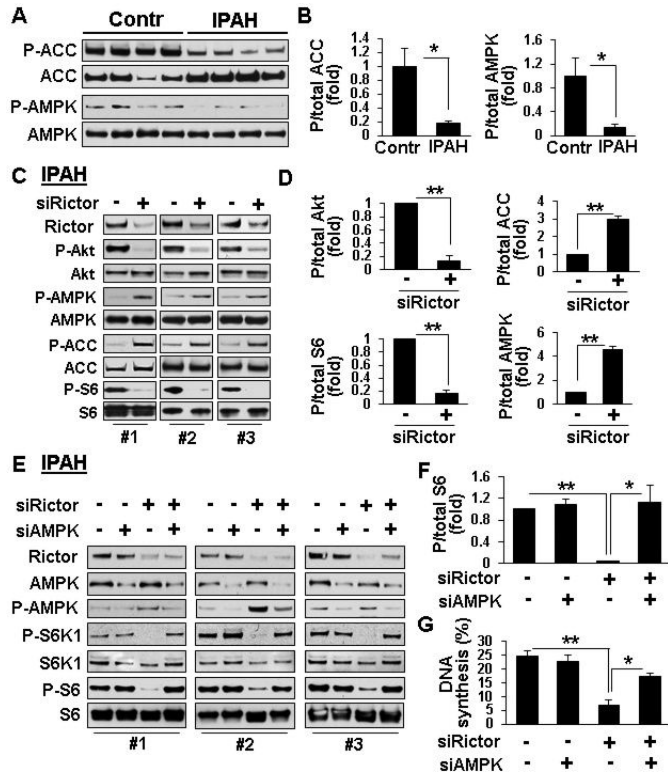 A
Contr IPAH
P-ACC
ACC
P-AMPK
AMPK
B
P/total ACC
(fold)
1.2
1
0.8
0.6
0.4
0.2
0
*
Contr IPAH
P/total AMPK
(fold)
1.4
1.2
1
0.8
0.6
0.4
0.2
0
*
Contr IPAH
C IPAH
siRictor - + - + - +
Rictor
P-Akt
Akt
P-AMPK
AMPK
P-ACC
ACC
P-S6
S6
#1 #2 #3
D
P/total Akt
(fold)
1
0.8
0.6
0.4
0.2
**
- +
siRictor
P/total ACC
(fold)
4
3
2
1
0
**
- +
siRictor
P/total S6
(fold)
1
0.8
0.6
0.4
0.2
0
**
- +
siRictor
P/total AMPK
(fold)
6
4
2
0
**
- +
siRictor
E IPAH
siRictor - - + + - - + + - - + +
siAMPK - + - + - + - + - + - +
Rictor
AMPK
P-AMPK
P-S6K1
S6K1
P-S6
S6
#1 #2 #3
F
P/total S6
(fold)
1.6
1.2
0.8
0.4
0
** *
siRictor - - + +
siAMPK - + - +
G
DNA
synthesis (%)
30
25
20
15
10
5
0
** *
siRictor - - + +
siAMPK - + - +